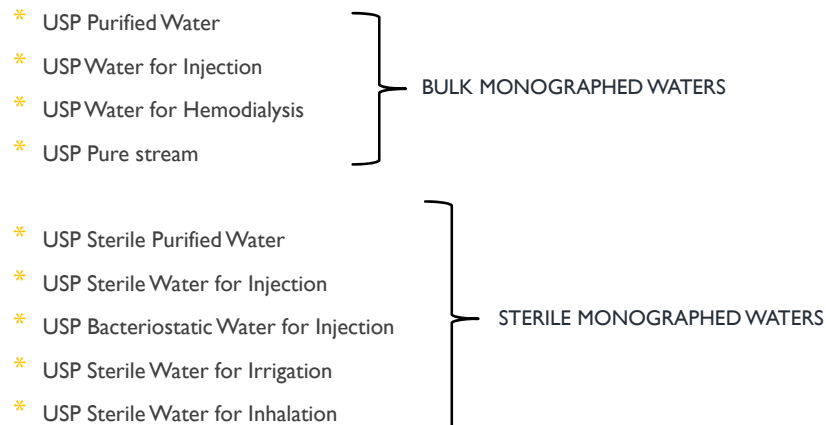 * USP Purified Water
* USP Water for Injection
* USP Water for Hemodialysis
* USP Pure stream
BULK MONOGRAPHED WATERS
* USP Sterile Purified Water
* USP Sterile Water for Injection
* USP Bacteriostatic Water for Injection
* USP Sterile Water for Irrigation
* USP Sterile Water for Inhalation
STERILE MONOGRAPHED WATERS